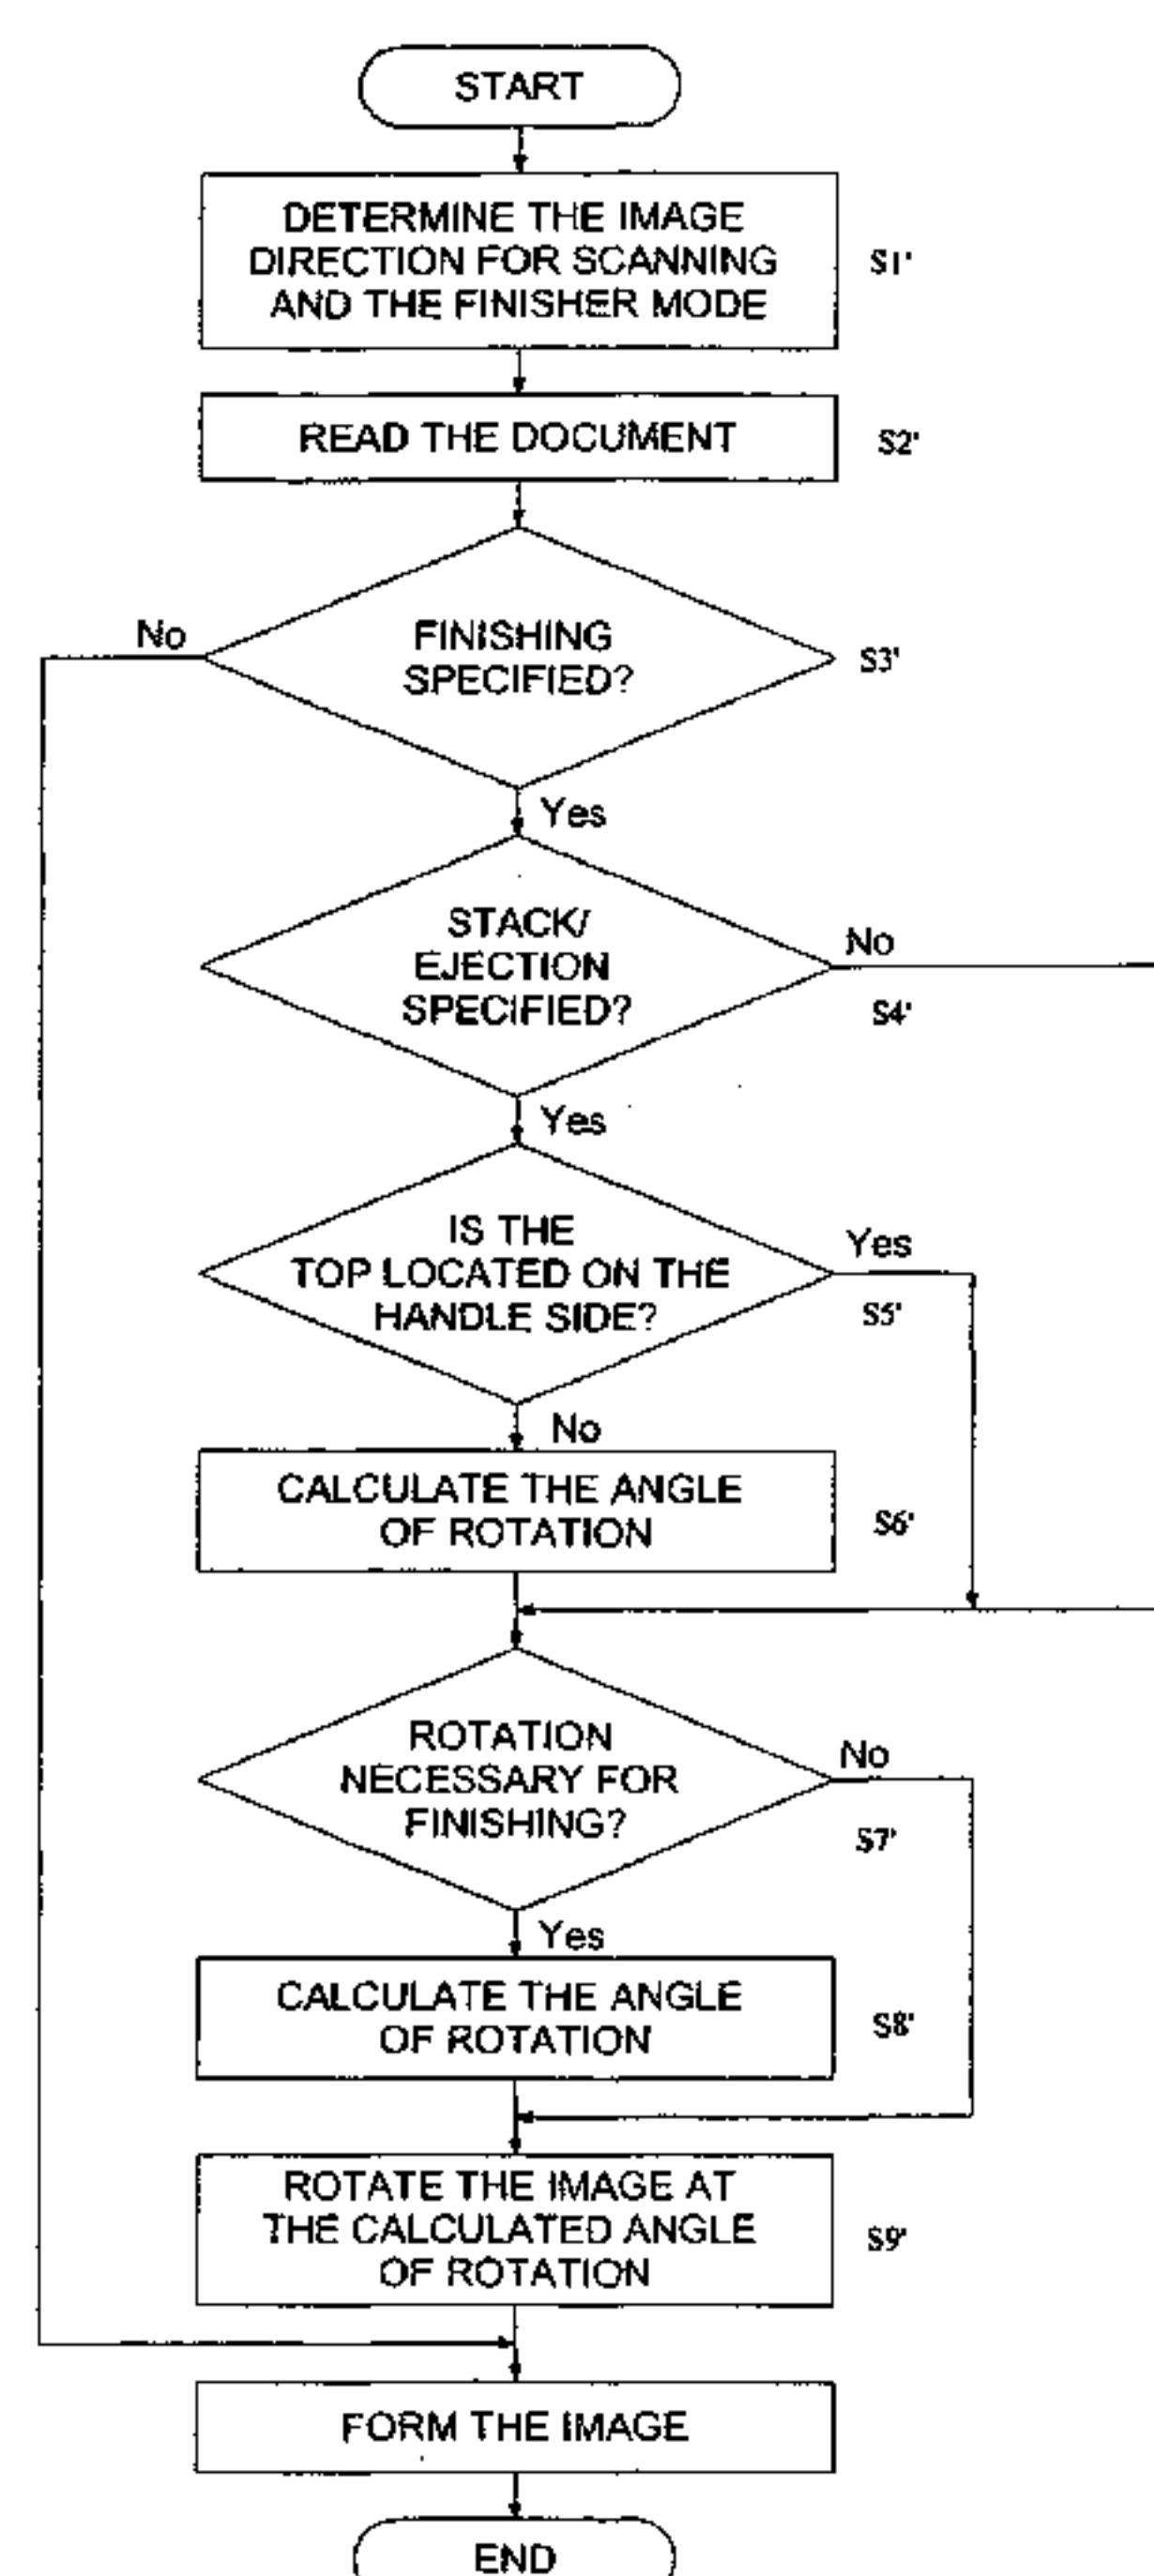 START
DETERMINE THE IMAGE
DIRECTION FOR SCANNING
AND THE FINISHER MODE
S1'
READ THE DOCUMENT
S2'
No
FINISHING
SPECIFIED?
S3'
Yes
STACK/
EJECTION
SPECIFIED?
No
S4'
Yes
IS THE
TOP LOCATED ON THE
HANDLE SIDE?
Yes
S5'
No
CALCULATE THE ANGLE
OF ROTATION
S6'
ROTATION
NECESSARY FOR
FINISHING?
No
S7'
Yes
CALCULATE THE ANGLE
OF ROTATION
S8'
ROTATE THE IMAGE AT
THE CALCULATED ANGLE
OF ROTATION
S9'
FORM THE IMAGE
END